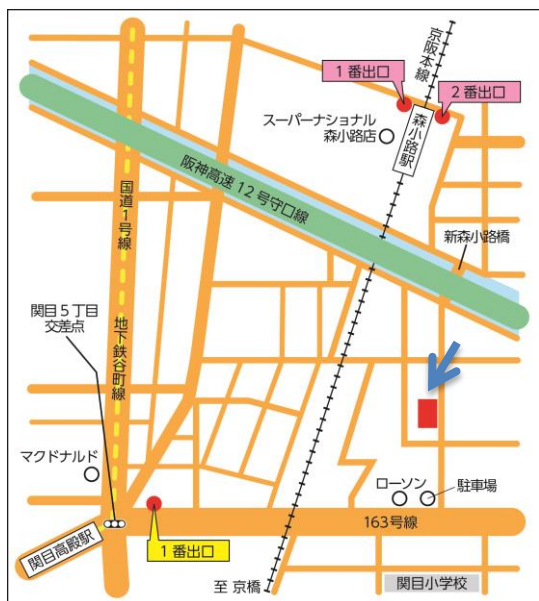 京阪本線
1番出口
2番出口
スーパーナショナル
森小路店
森小路駅
阪神高速12号守口線
国道1号線
新森小路橋
関目5丁目
交差点
地下鉄谷町線
マクドナルド
ローソン
駐車場
163号線
関目高殿駅
1番出口
至 京橋
関目小学校